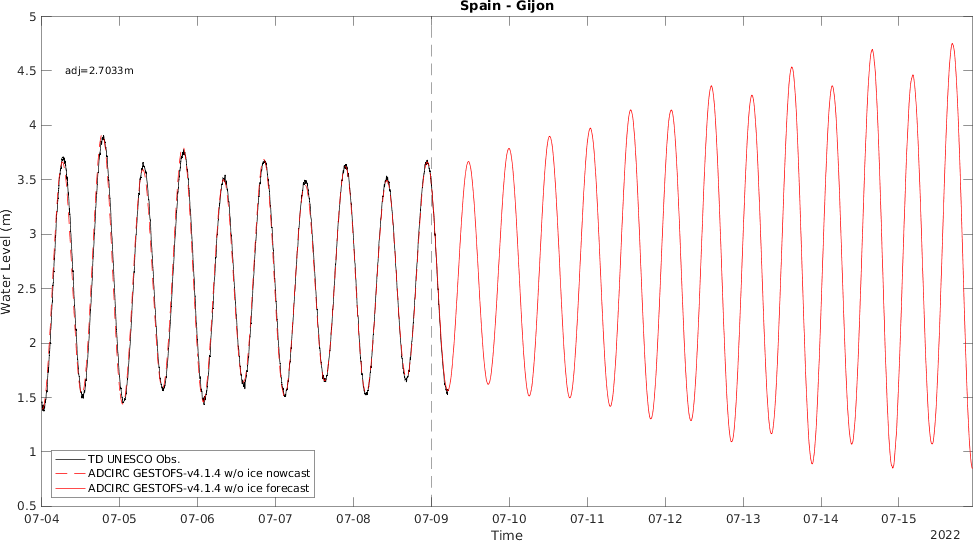 Spain - Gijon
5
4.5
4
3.5
3
2.5
2
1.5
1
0.5
Water Level (m)
adj=2.7033m
TD UNESCO Obs.
ADCIRC GESTOFS-v4.1.4 w/o ice nowcast
ADCIRC GESTOFS-v4.1.4 w/o ice forecast
07-04 07-05 07-06 07-07 07-08 07-09 07-10 07-11 07-12 07-13 07-14 07-15
Time
2022